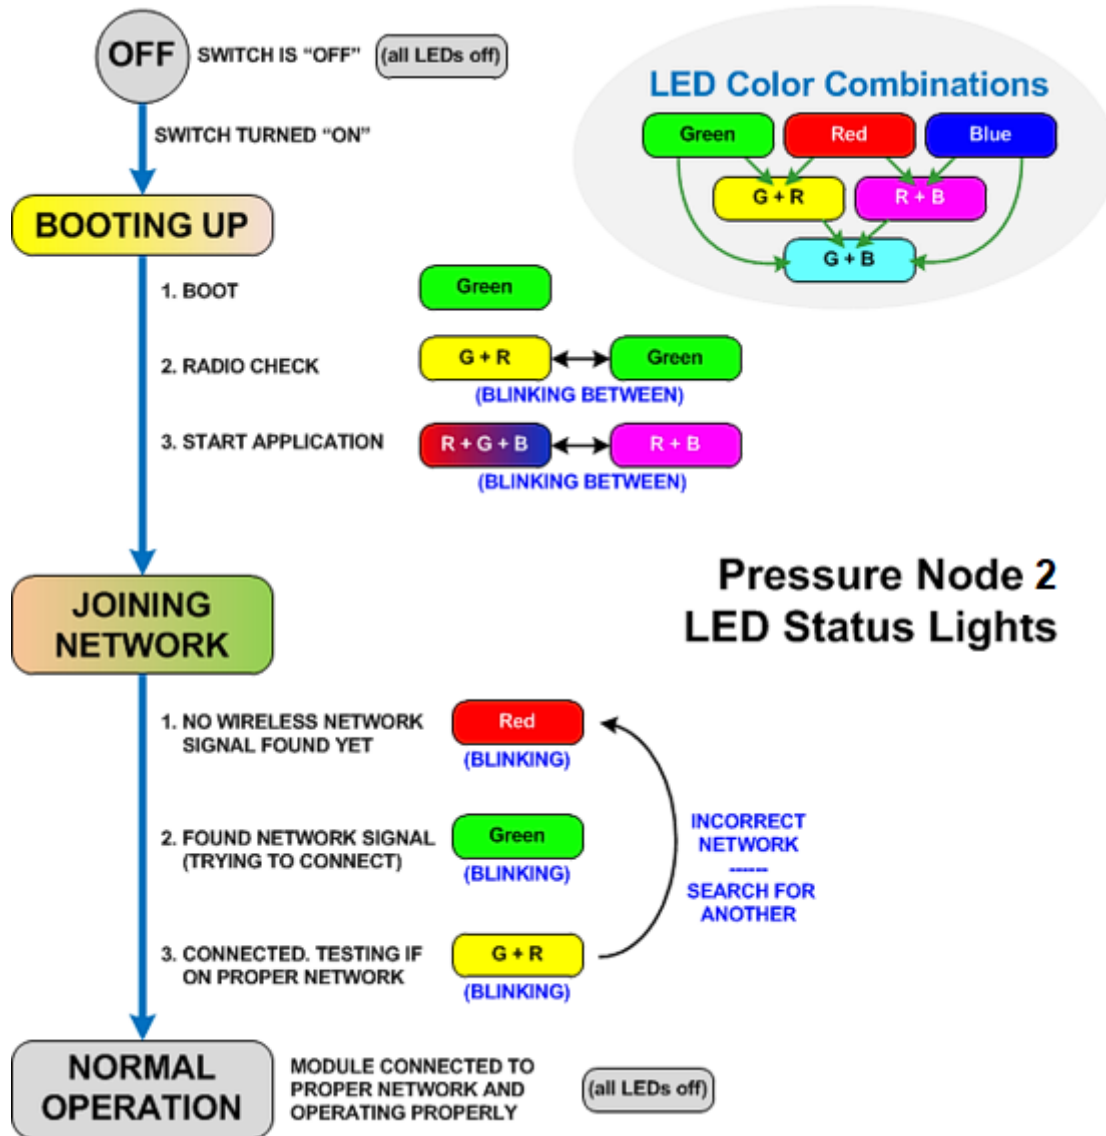 OFF
SWITCH IS “OFF”
(all LEDs off)
LED Color Combinations
Green
Red
Blue
G + R
R + B
G + B
SWITCH TURNED “ON”
BOOTING UP
1. BOOT
Green
2. RADIO CHECK
G + R
Green
(BLINKING BETWEEN)
3. START APPLICATION
R + G + B
R + B
(BLINKING BETWEEN)
Pressure Node 2
LED Status Lights
JOINING
NETWORK
1. NO WIRELESS NETWORK
SIGNAL FOUND YET
Red
(BLINKING)
2. FOUND NETWORK SIGNAL
(TRYING TO CONNECT)
Green
(BLINKING)
INCORRECT
NETWORK
------
SEARCH FOR
ANOTHER
3. CONNECTED. TESTING IF
ON PROPER NETWORK
G + R
(BLINKING)
NORMAL
OPERATION
MODULE CONNECTED TO
PROPER NETWORK AND
OPERATING PROPERLY
(all LEDs off)